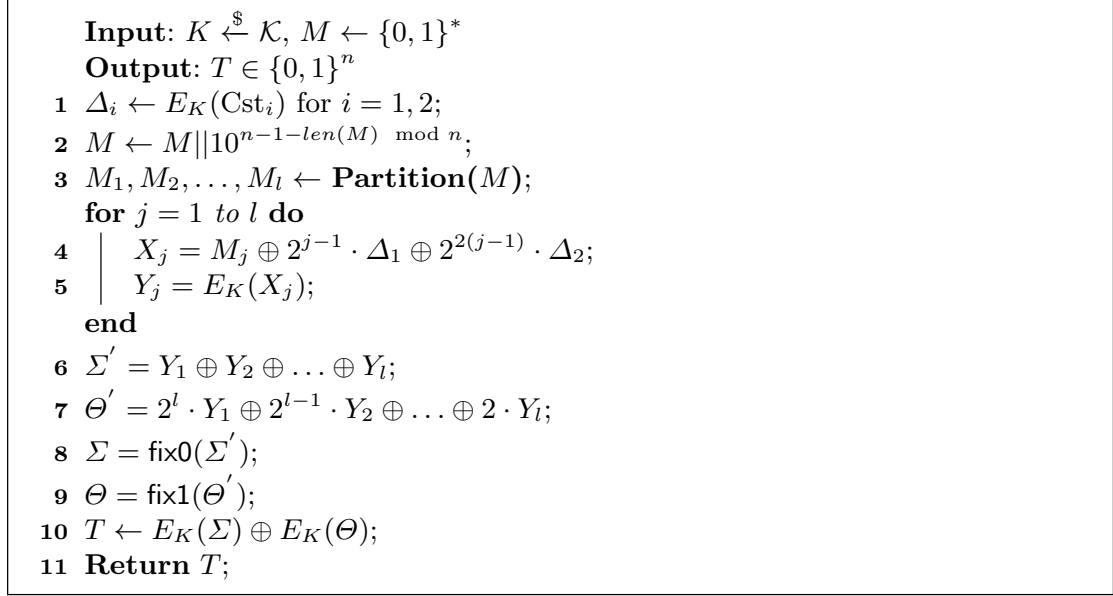 Input: K ←$ 𝒦, M ← {0, 1}*
Output: T ∈ {0, 1}ⁿ
1 Δ_i ← E_K(Cst_i) for i = 1, 2;
2 M ← M||10^{n−1−len(M) mod n};
3 M_1, M_2, . . . , M_l ← Partition(M);
for j = 1 to l do
4 X_j = M_j ⊕ 2^{j−1} · Δ_1 ⊕ 2^{2(j−1)} · Δ_2;
5 Y_j = E_K(X_j);
end
6 Σ′ = Y_1 ⊕ Y_2 ⊕ . . . ⊕ Y_l;
7 Θ′ = 2^l · Y_1 ⊕ 2^{l−1} · Y_2 ⊕ . . . ⊕ 2 · Y_l;
8 Σ = fix0(Σ′);
9 Θ = fix1(Θ′);
10 T ← E_K(Σ) ⊕ E_K(Θ);
11 Return T;